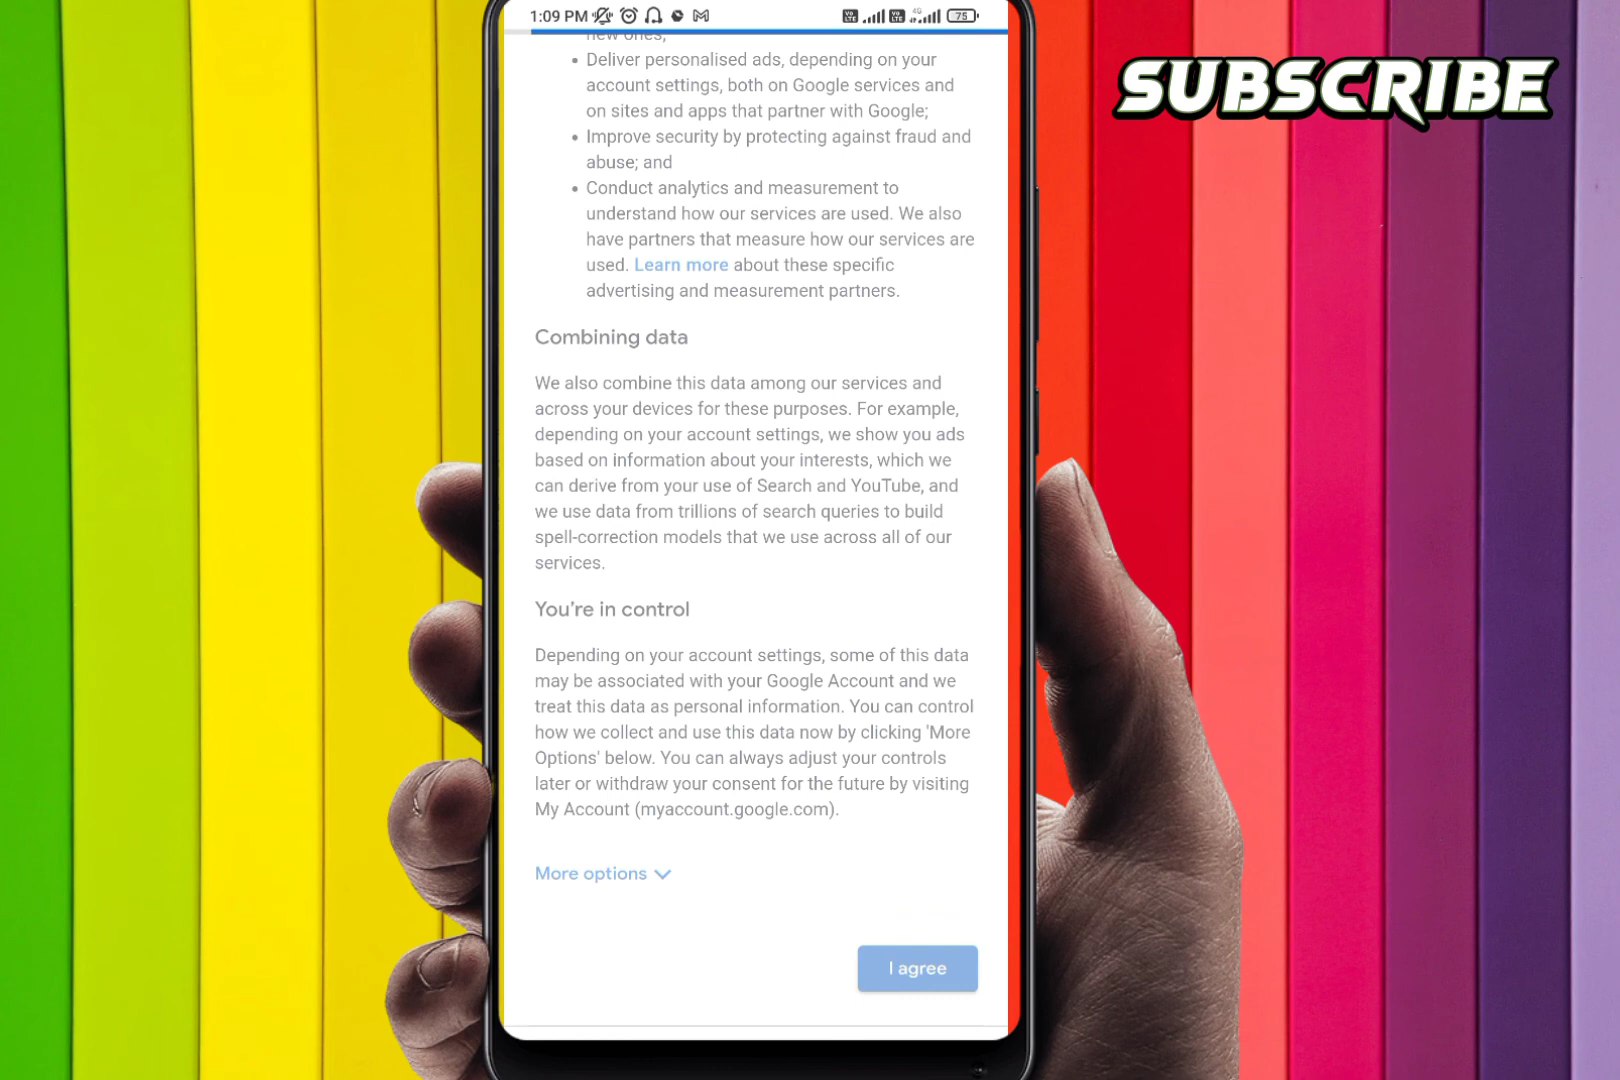 1:09 PM
75
4G
SUBSCRIBE
new ones;
• Deliver personalised ads, depending on your
account settings, both on Google services and
on sites and apps that partner with Google;
• Improve security by protecting against fraud and
abuse; and
• Conduct analytics and measurement to
understand how our services are used. We also
have partners that measure how our services are
used. Learn more about these specific
advertising and measurement partners.
Combining data
We also combine this data among our services and
across your devices for these purposes. For example,
depending on your account settings, we show you ads
based on information about your interests, which we
can derive from your use of Search and YouTube, and
we use data from trillions of search queries to build
spell-correction models that we use across all of our
services.
You're in control
Depending on your account settings, some of this data
may be associated with your Google Account and we
treat this data as personal information. You can control
how we collect and use this data now by clicking 'More
Options' below. You can always adjust your controls
later or withdraw your consent for the future by visiting
My Account (myaccount.google.com).
More options
I agree